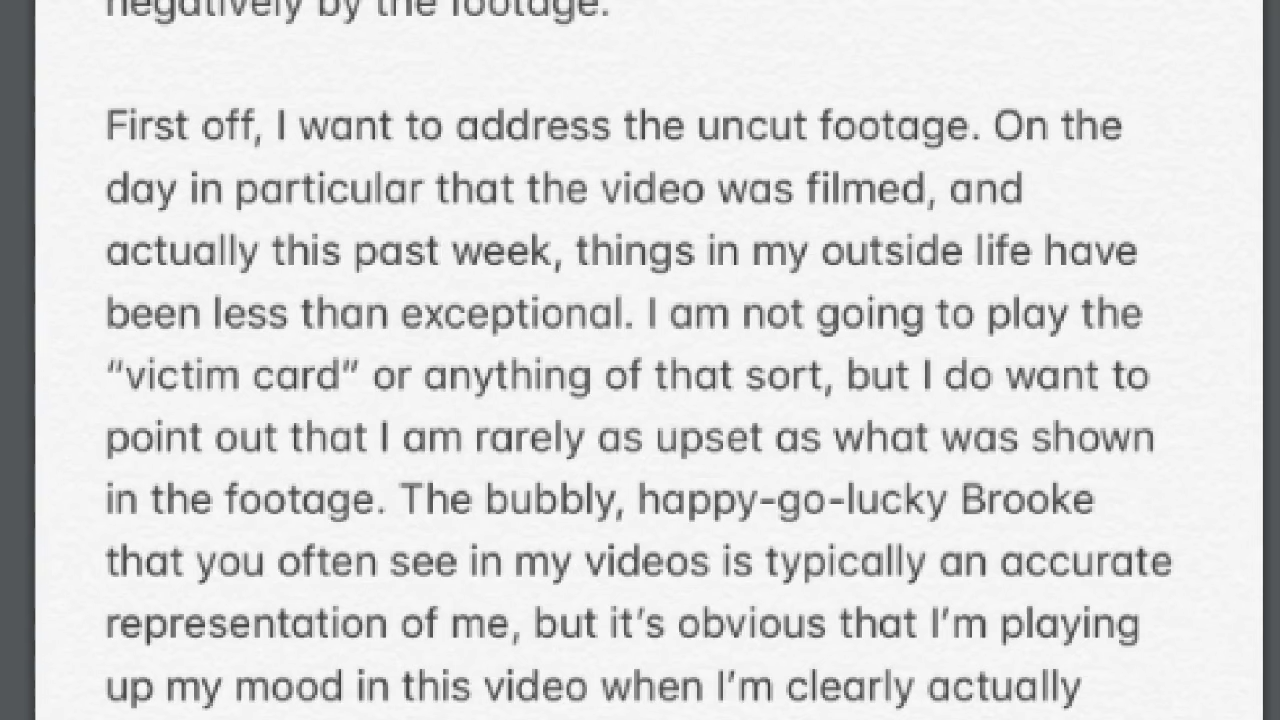 negatively by the footage.
First off, I want to address the uncut footage. On the
day in particular that the video was filmed, and
actually this past week, things in my outside life have
been less than exceptional. I am not going to play the
“victim card” or anything of that sort, but I do want to
point out that I am rarely as upset as what was shown
in the footage. The bubbly, happy-go-lucky Brooke
that you often see in my videos is typically an accurate
representation of me, but it’s obvious that I’m playing
up my mood in this video when I’m clearly actually